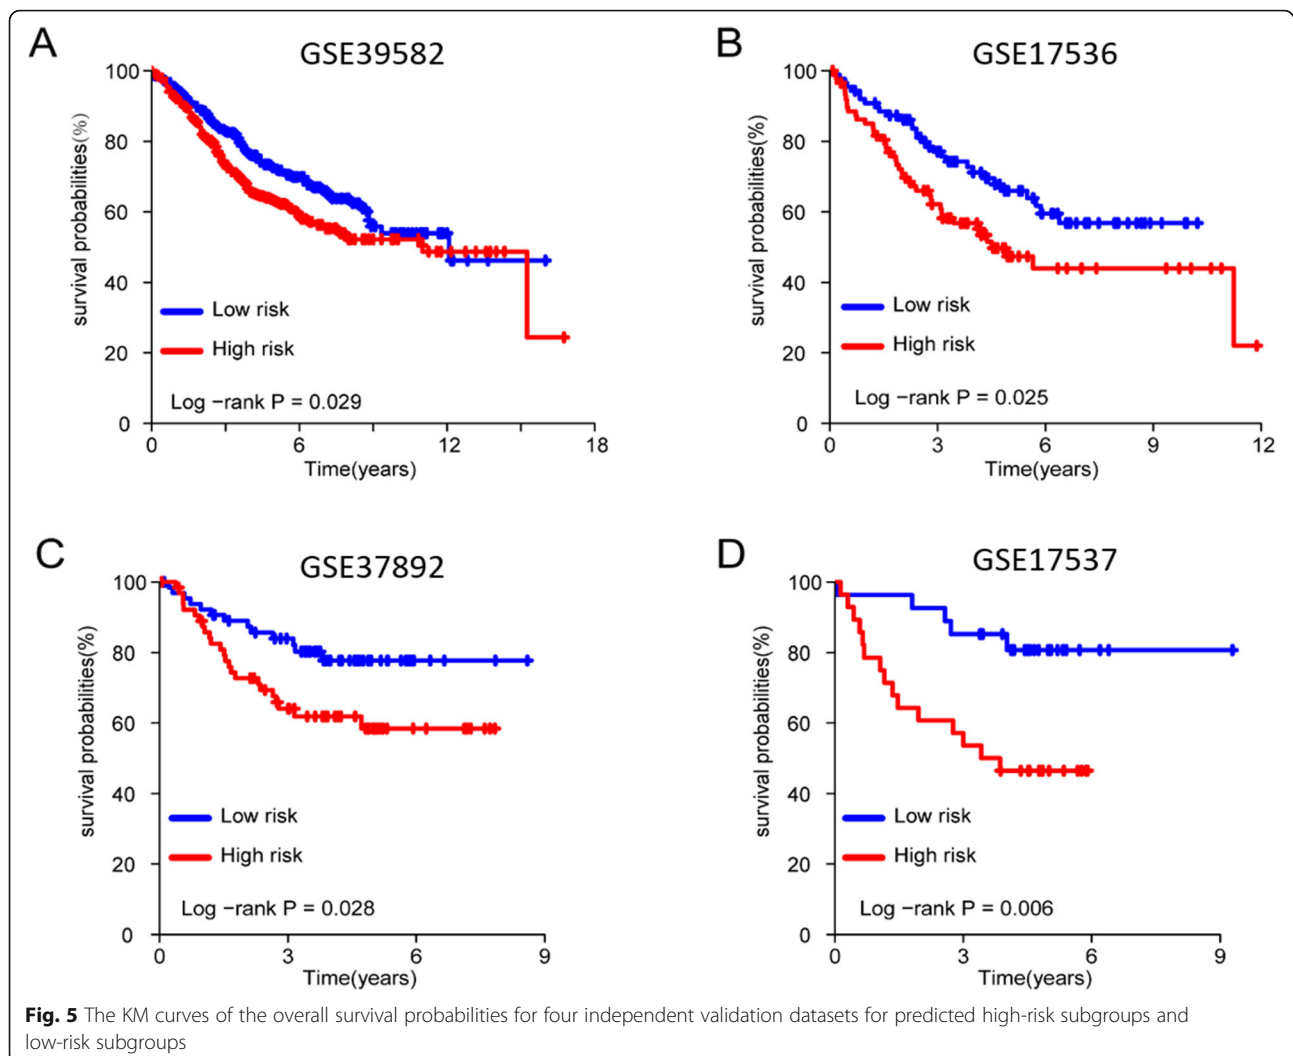 A
GSE39582
100
80
60
40
20
0
survival probabilities(%)
Low risk
High risk
Log −rank P = 0.029
0 6 12 18
Time(years)
B
GSE17536
100
80
60
40
20
0
survival probabilities(%)
Low risk
High risk
Log −rank P = 0.025
0 3 6 9 12
Time(years)
C
GSE37892
100
80
60
40
20
0
survival probabilities(%)
Low risk
High risk
Log −rank P = 0.028
0 3 6 9
Time(years)
D
GSE17537
100
80
60
40
20
0
survival probabilities(%)
Low risk
High risk
Log −rank P = 0.006
0 3 6 9
Time(years)
Fig. 5 The KM curves of the overall survival probabilities for four independent validation datasets for predicted high-risk subgroups and
low-risk subgroups